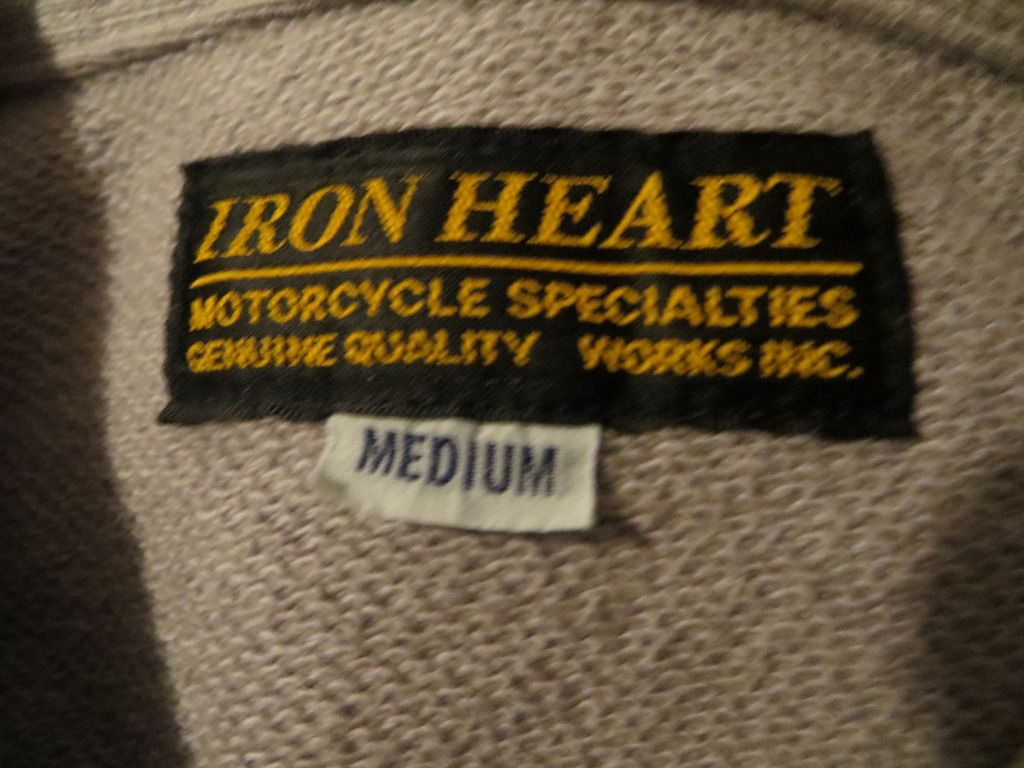 IRON HEART
MOTORCYCLE SPECIALTIES
GENUINE QUALITY WORKS INC.
MEDIUM